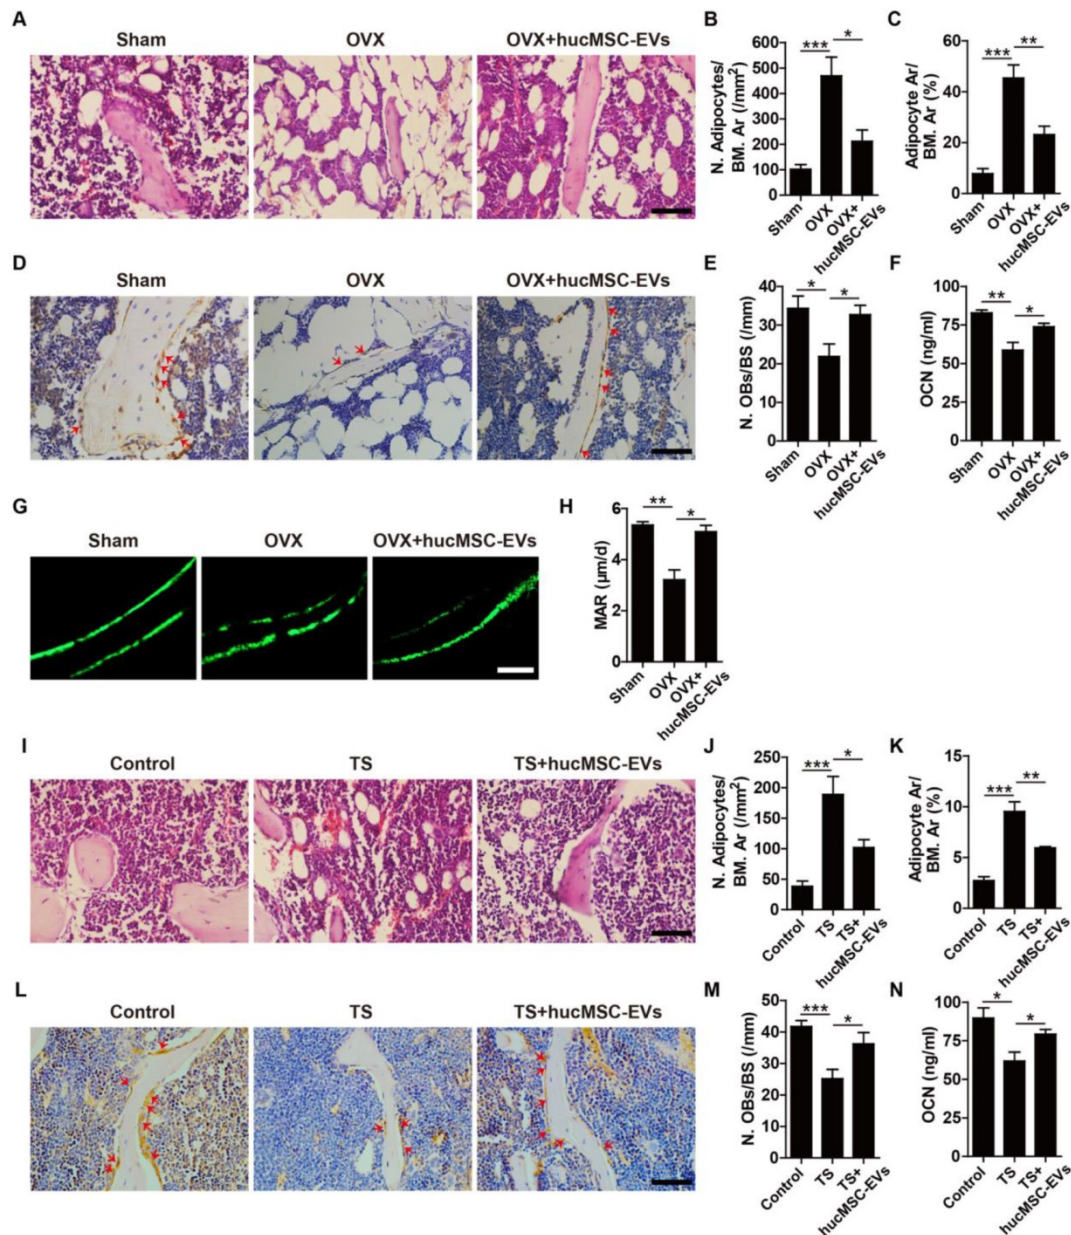 A
Sham
OVX
OVX+hucMSC-EVs
B
N. Adipocytes/
BM. Ar (/mm2)
600
500
400
300
200
100
0
***
*
Sham
OVX
OVX+
hucMSC-EVs
C
Adipocyte Ar/
BM. Ar (%)
60
40
20
0
***
**
Sham
OVX
OVX+
hucMSC-EVs
D
Sham
OVX
OVX+hucMSC-EVs
E
N. OBs/BS (/mm)
40
30
20
10
0
*
*
Sham
OVX
OVX+
hucMSC-EVs
F
OCN (ng/ml)
100
75
50
25
0
**
*
Sham
OVX
OVX+
hucMSC-EVs
G
Sham
OVX
OVX+hucMSC-EVs
H
MAR (μm/d)
6
4
2
0
**
*
Sham
OVX
OVX+
hucMSC-EVs
I
Control
TS
TS+hucMSC-EVs
J
N. Adipocytes/
BM. Ar (/mm2)
250
200
150
100
50
0
***
*
Control
TS
TS+
hucMSC-EVs
K
Adipocyte Ar/
BM. Ar (%)
15
10
5
0
***
**
Control
TS
TS+
hucMSC-EVs
L
Control
TS
TS+hucMSC-EVs
M
N. OBs/BS (/mm)
50
40
30
20
10
0
***
*
Control
TS
TS+
hucMSC-EVs
N
OCN (ng/ml)
100
75
50
25
0
*
*
Control
TS
TS+
hucMSC-EVs